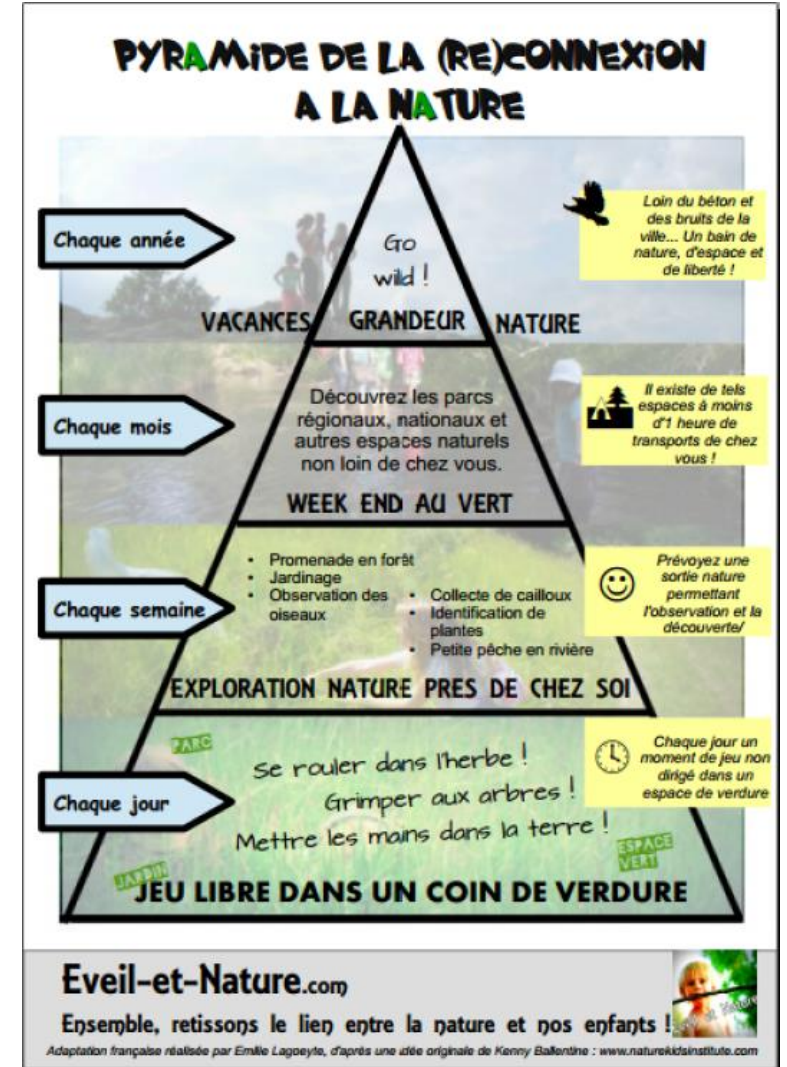 PYRAMiDE DE LA (RE)CONNEXiON
A LA NATURE
Chaque année
Go
wild !
VACANCES GRANDEUR NATURE
Loin du béton et
des bruits de la
ville... Un bain de
nature, d'espace et
de liberté !
Chaque mois
Découvrez les parcs
régionaux, nationaux et
autres espaces naturels
non loin de chez vous.
WEEK END AU VERT
Il existe de tels
espaces à moins
d'1 heure de
transports de chez
vous !
Chaque semaine
• Promenade en forêt
• Jardinage
• Observation des
oiseaux
• Collecte de cailloux
• Identification de
plantes
• Petite pêche en rivière
EXPLORATION NATURE PRES DE CHEZ SOI
Prévoyez une
sortie nature
permettant
l'observation et la
découverte/
Chaque jour
PARC
Se rouler dans l'herbe !
Grimper aux arbres !
Mettre les mains dans la terre !
JARDIN
ESPACE
VERT
JEU LIBRE DANS UN COIN DE VERDURE
Chaque jour un
moment de jeu non
dirigé dans un
espace de verdure
Eveil-et-Nature.com
Ensemble, retissons le lien entre la nature et nos enfants !
Adaptation française réalisée par Emilie Lagoeyte, d'après une idée originale de Kenny Ballentine : www.naturekidsinstitute.com